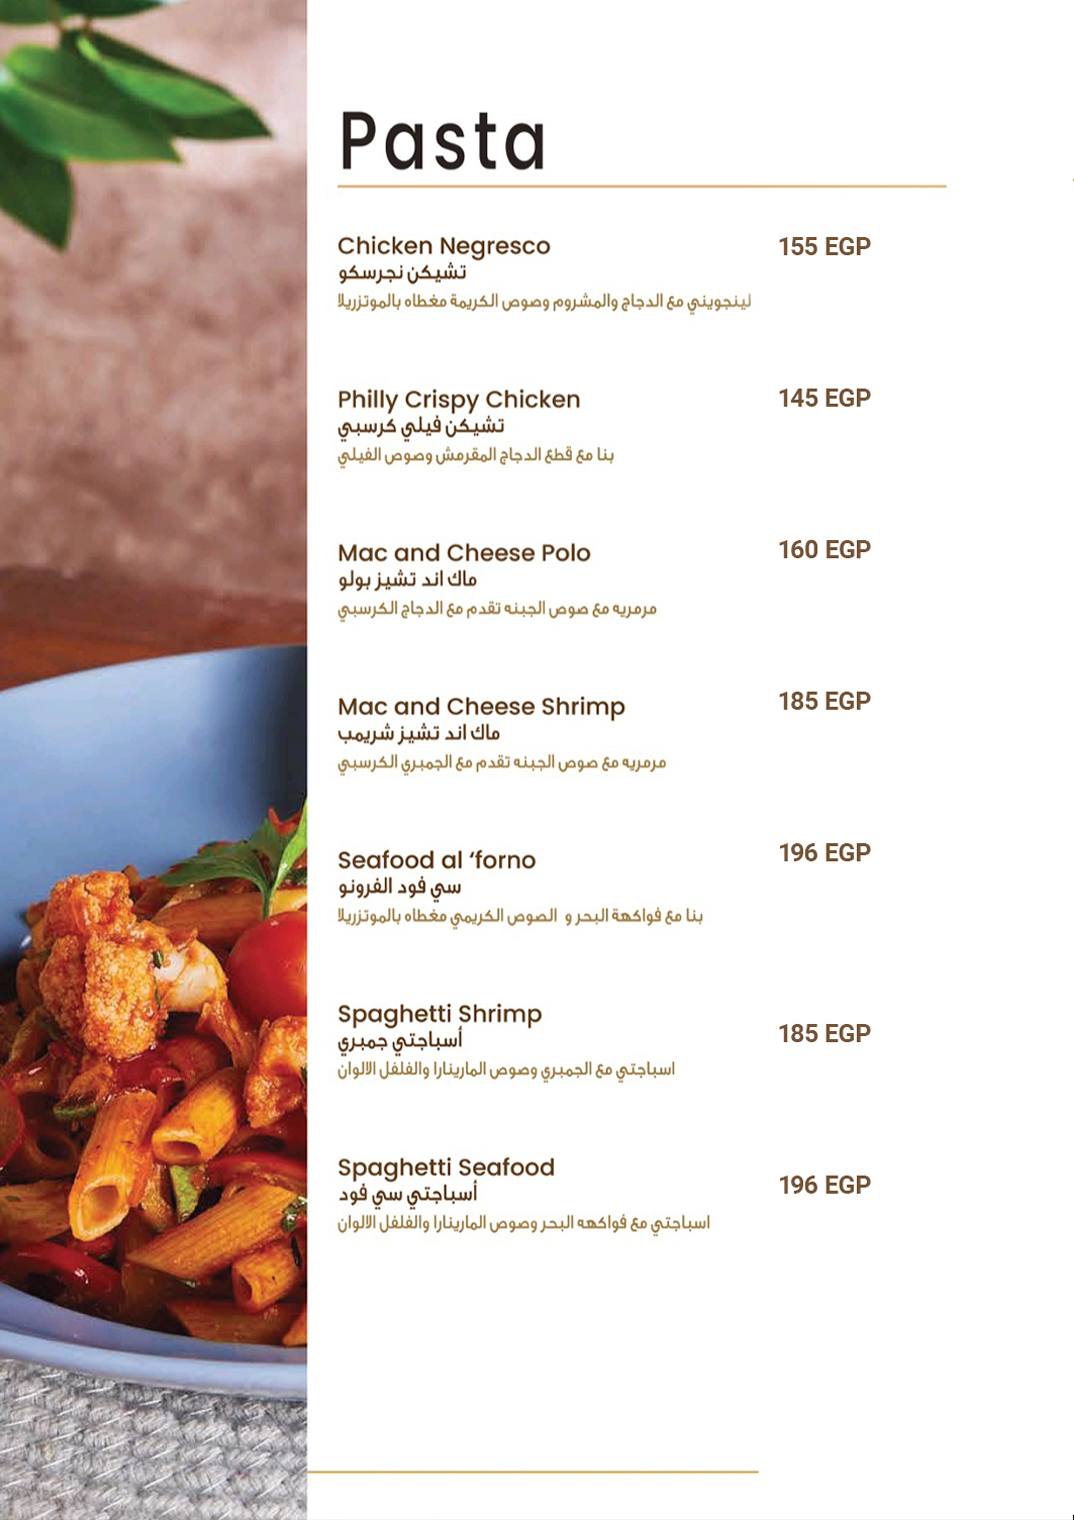 Pasta
Chicken Negresco 155 EGP
تشيكن نجرسكو
لينجويني مع الدجاج والمشروم وصوص الكريمة مغطاه بالموتزريلا
Philly Crispy Chicken 145 EGP
تشيكن فيلي كرسبي
بنا مع قطع الدجاج المقرمش وصوص الفيلي
Mac and Cheese Polo 160 EGP
ماك اند تشيز بولو
مرمريه مع صوص الجبنه تقدم مع الدجاج الكرسبي
Mac and Cheese Shrimp 185 EGP
ماك اند تشيز شريمب
مرمريه مع صوص الجبنه تقدم مع الجمبري الكرسبي
Seafood al ‘forno 196 EGP
سي فود الفرونو
بنا مع فواكهة البحر و الصوص الكريمي مغطاه بالموتزريلا
Spaghetti Shrimp 185 EGP
أسباجتي جمبري
اسباجتي مع الجمبري وصوص المارينارا والفلفل الالوان
Spaghetti Seafood 196 EGP
أسباجتي سي فود
اسباجتي مع فواكهه البحر وصوص المارينارا والفلفل الالوان